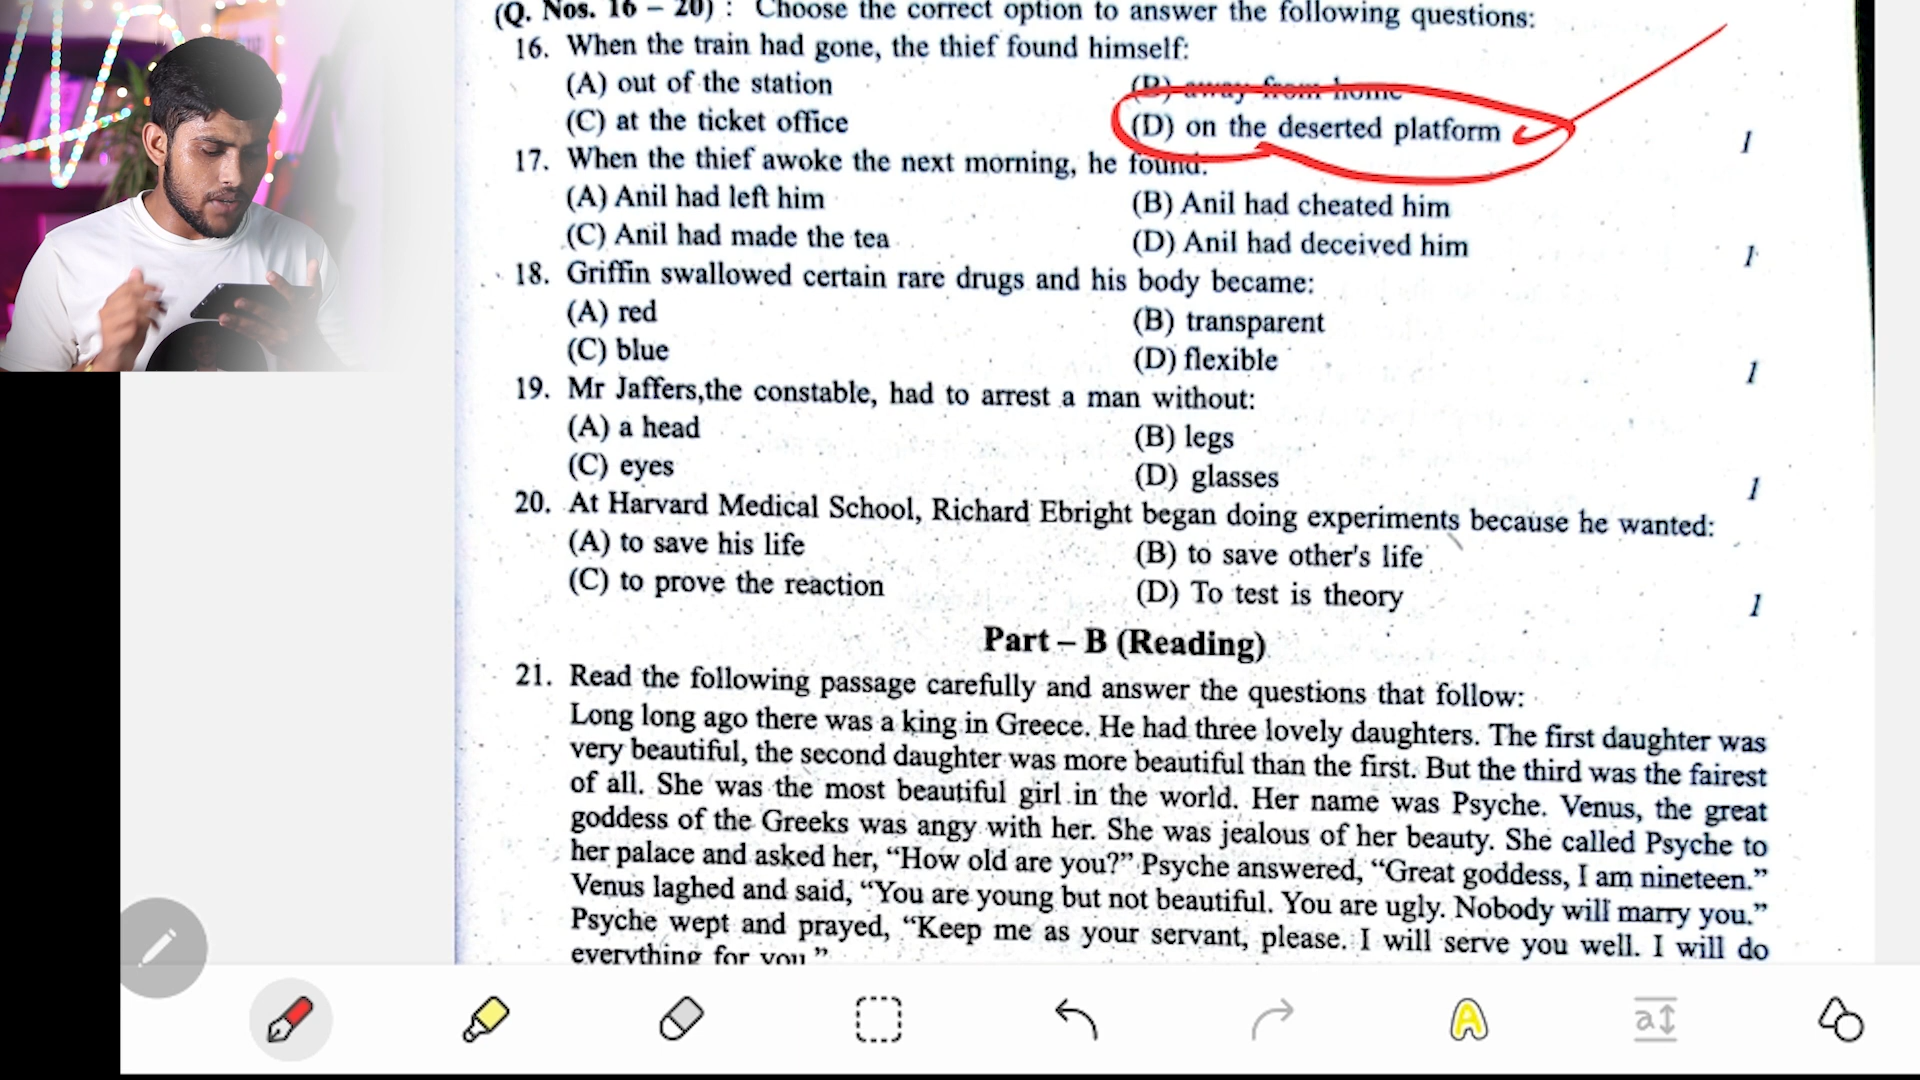 (Q. Nos. 16 – 20) : Choose the correct option to answer the following questions:
16. When the train had gone, the thief found himself:
(A) out of the station (B) away from home
(C) at the ticket office (D) on the deserted platform 1
17. When the thief awoke the next morning, he found:
(A) Anil had left him (B) Anil had cheated him
(C) Anil had made the tea (D) Anil had deceived him 1
18. Griffin swallowed certain rare drugs and his body became:
(A) red (B) transparent
(C) blue (D) flexible 1
19. Mr Jaffers,the constable, had to arrest a man without:
(A) a head (B) legs
(C) eyes (D) glasses 1
20. At Harvard Medical School, Richard Ebright began doing experiments because he wanted:
(A) to save his life (B) to save other's life
(C) to prove the reaction (D) To test is theory 1
Part – B (Reading)
21. Read the following passage carefully and answer the questions that follow:
Long long ago there was a king in Greece. He had three lovely daughters. The first daughter was
very beautiful, the second daughter was more beautiful than the first. But the third was the fairest
of all. She was the most beautiful girl in the world. Her name was Psyche. Venus, the great
goddess of the Greeks was angy with her. She was jealous of her beauty. She called Psyche to
her palace and asked her, “How old are you?” Psyche answered, “Great goddess, I am nineteen.”
Venus laghed and said, “You are young but not beautiful. You are ugly. Nobody will marry you.”
Psyche wept and prayed, “Keep me as your servant, please. I will serve you well. I will do
everything for you.”
A
a